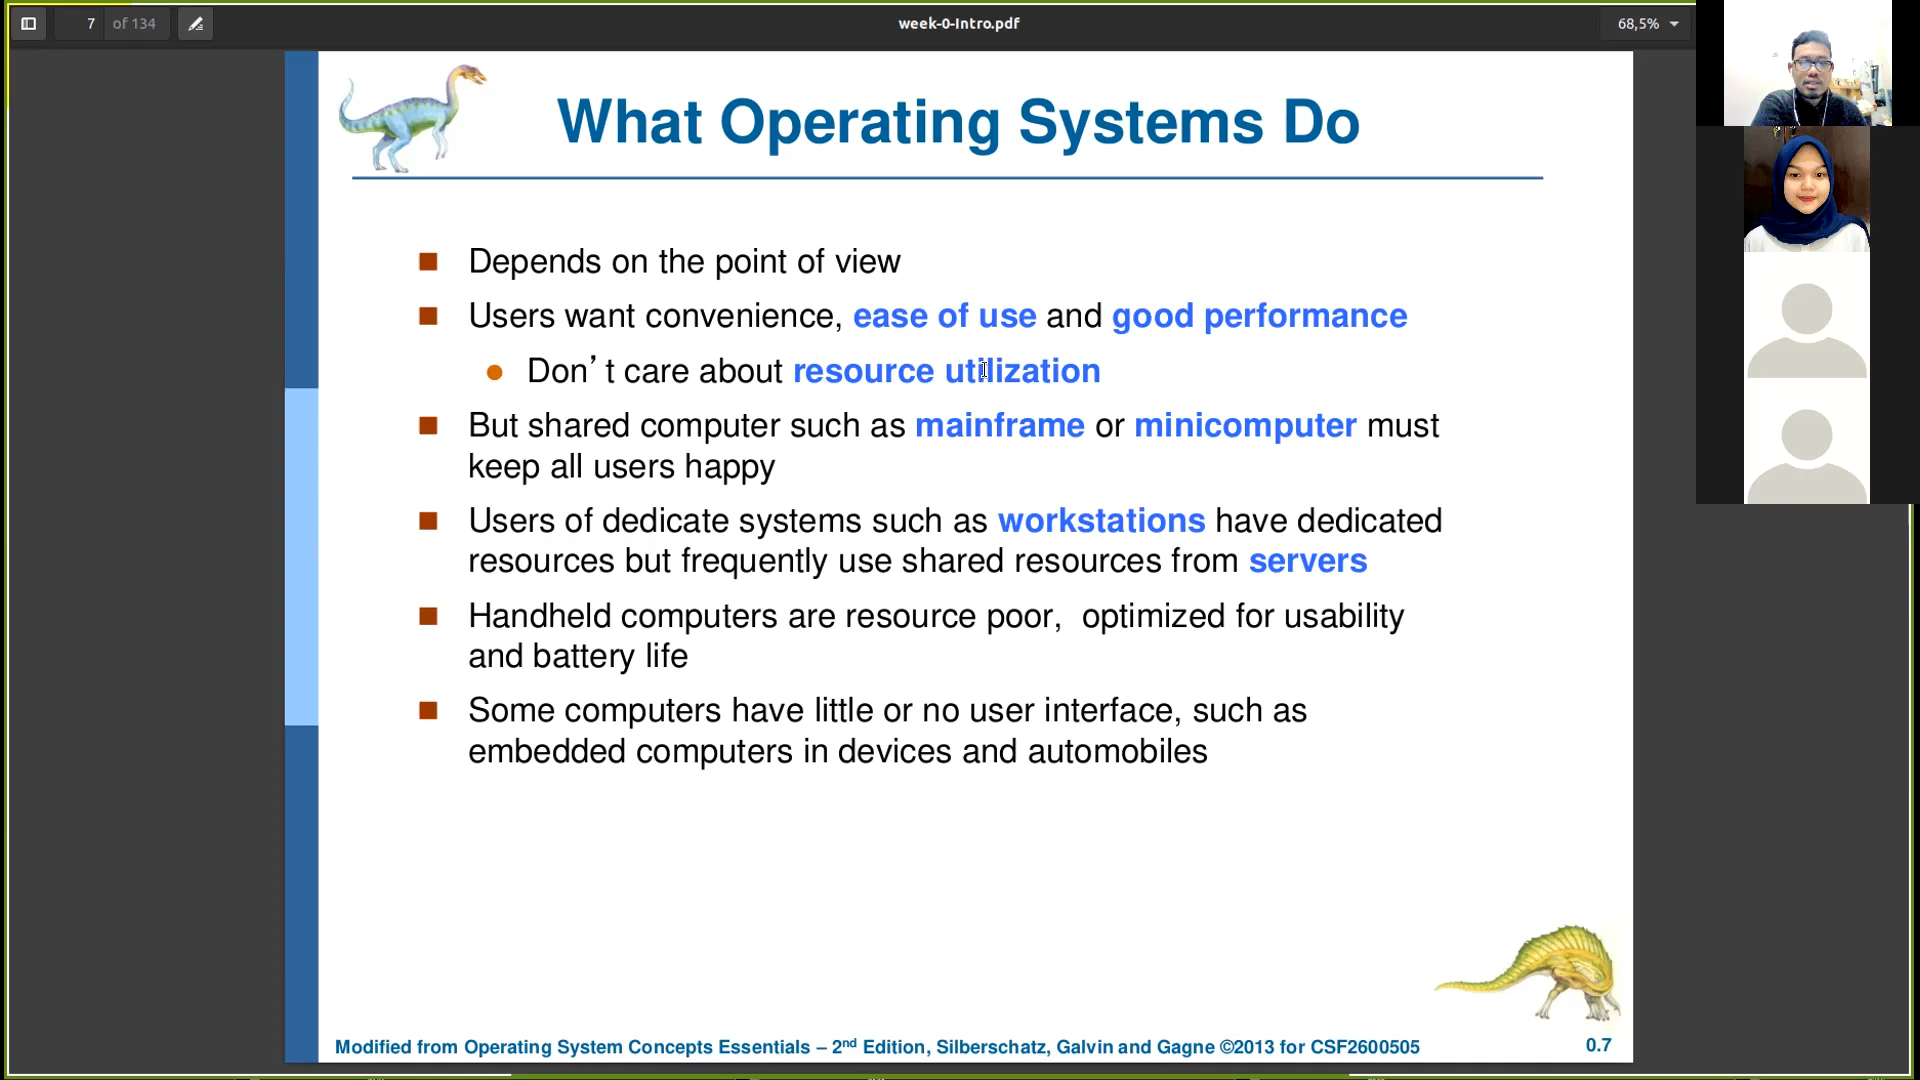 7 of 134
week-0-Intro.pdf
68,5%
What Operating Systems Do
Depends on the point of view
Users want convenience, ease of use and good performance
Don’t care about resource utilization
But shared computer such as mainframe or minicomputer must
keep all users happy
Users of dedicate systems such as workstations have dedicated
resources but frequently use shared resources from servers
Handheld computers are resource poor, optimized for usability
and battery life
Some computers have little or no user interface, such as
embedded computers in devices and automobiles
Modified from Operating System Concepts Essentials – 2nd Edition, Silberschatz, Galvin and Gagne ©2013 for CSF2600505
0.7